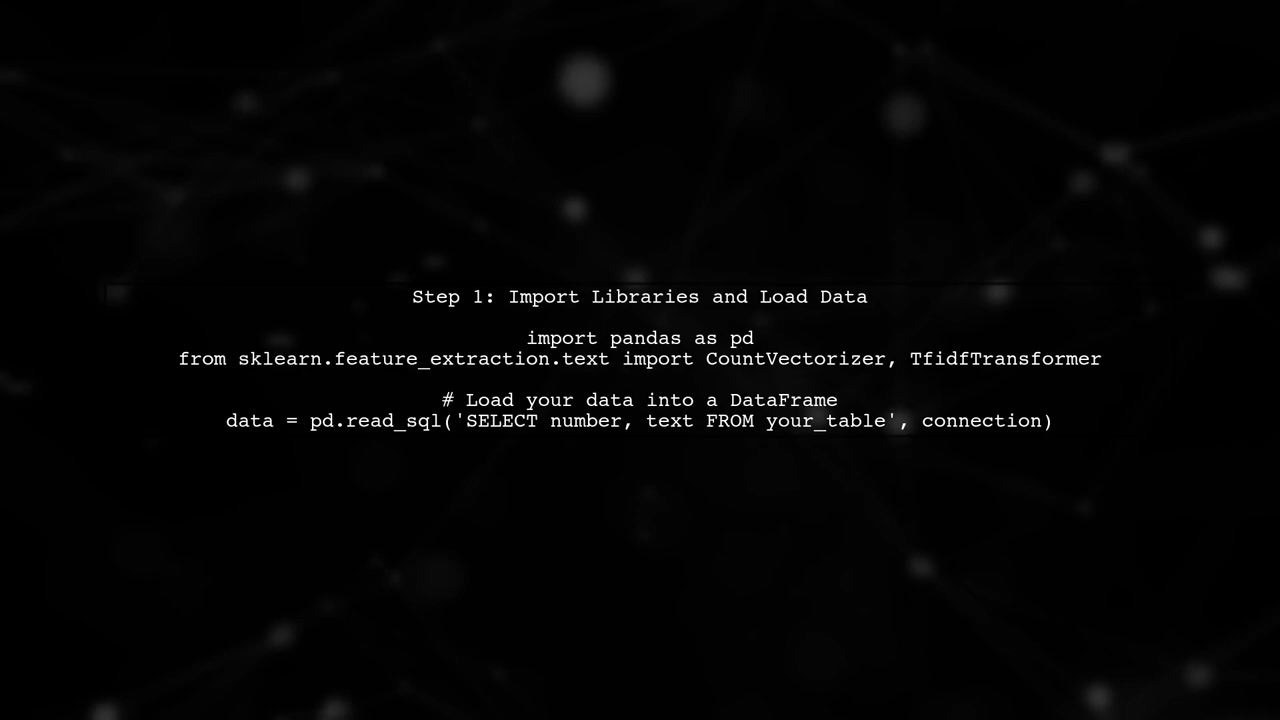 Step 1: Import Libraries and Load Data
import pandas as pd
from sklearn.feature_extraction.text import CountVectorizer, TfidfTransformer
# Load your data into a DataFrame
data = pd.read_sql('SELECT number, text FROM your_table', connection)